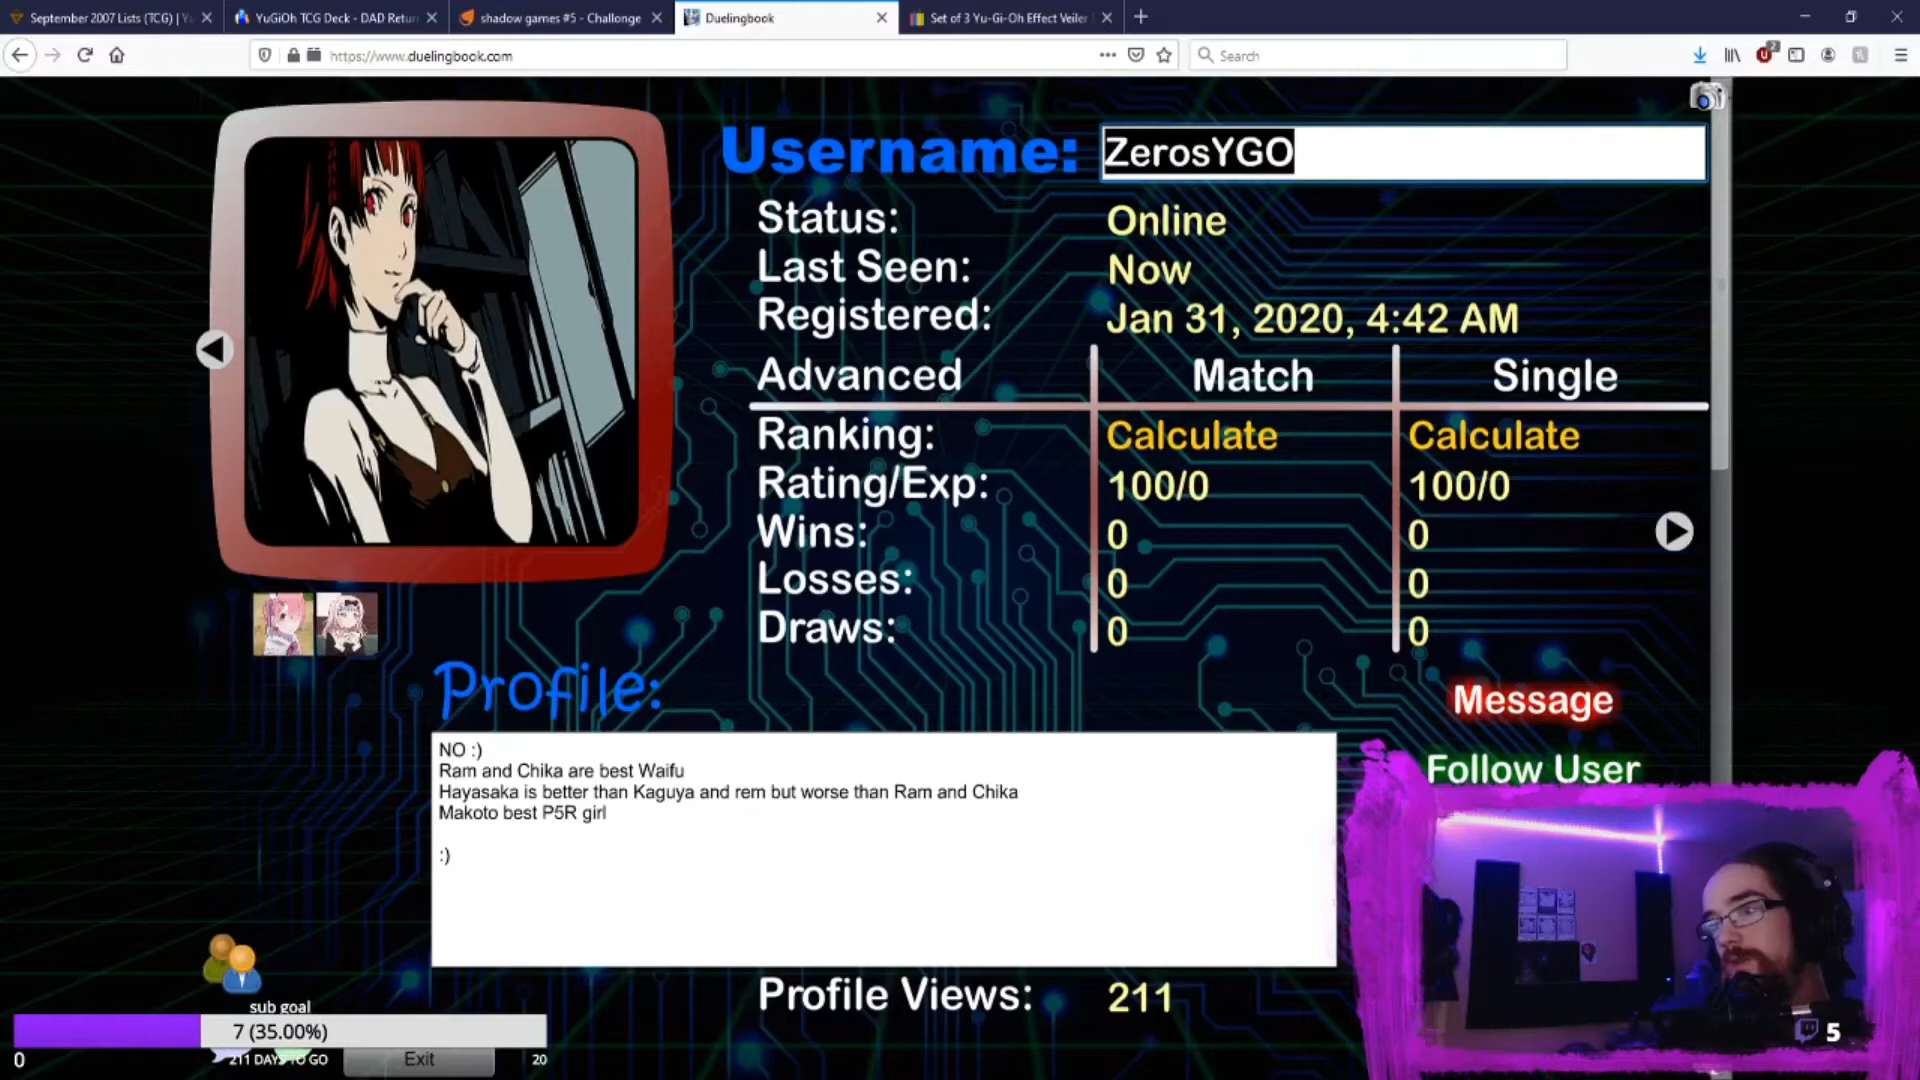 September 2007 Lists (TCG) | Yu
YuGiOh TCG Deck - DAD Return
shadow games #5 - Challonge
Duelingbook
Set of 3 Yu-Gi-Oh Effect Veiler
https://www.duelingbook.com
Search
2
Username: ZerosYGO
Status: Online
Last Seen: Now
Registered: Jan 31, 2020, 4:42 AM
Advanced Match Single
Ranking: Calculate Calculate
Rating/Exp: 100/0 100/0
Wins: 0 0
Losses: 0 0
Draws: 0 0
Profile:
Message
Follow User
NO :)
Ram and Chika are best Waifu
Hayasaka is better than Kaguya and rem but worse than Ram and Chika
Makoto best P5R girl
:)
Profile Views: 211
sub goal
7 (35.00%)
0 211 DAYS TO GO 20
Exit
5